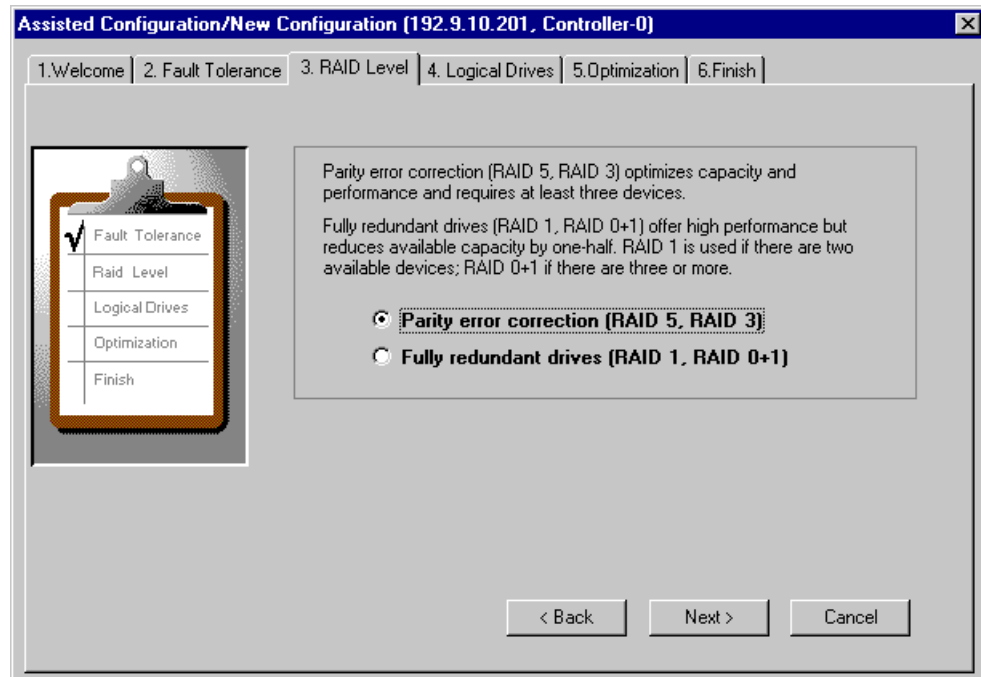 Assisted Configuration/New Configuration (192.9.10.201, Controller-0)
1.Welcome 2. Fault Tolerance 3. RAID Level 4. Logical Drives 5.Optimization 6.Finish
Fault Tolerance
Raid Level
Logical Drives
Optimization
Finish
Parity error correction (RAID 5, RAID 3) optimizes capacity and
performance and requires at least three devices.
Fully redundant drives (RAID 1, RAID 0+1) offer high performance but
reduces available capacity by one-half. RAID 1 is used if there are two
available devices; RAID 0+1 if there are three or more.
Parity error correction (RAID 5, RAID 3)
Fully redundant drives (RAID 1, RAID 0+1)
< Back Next > Cancel